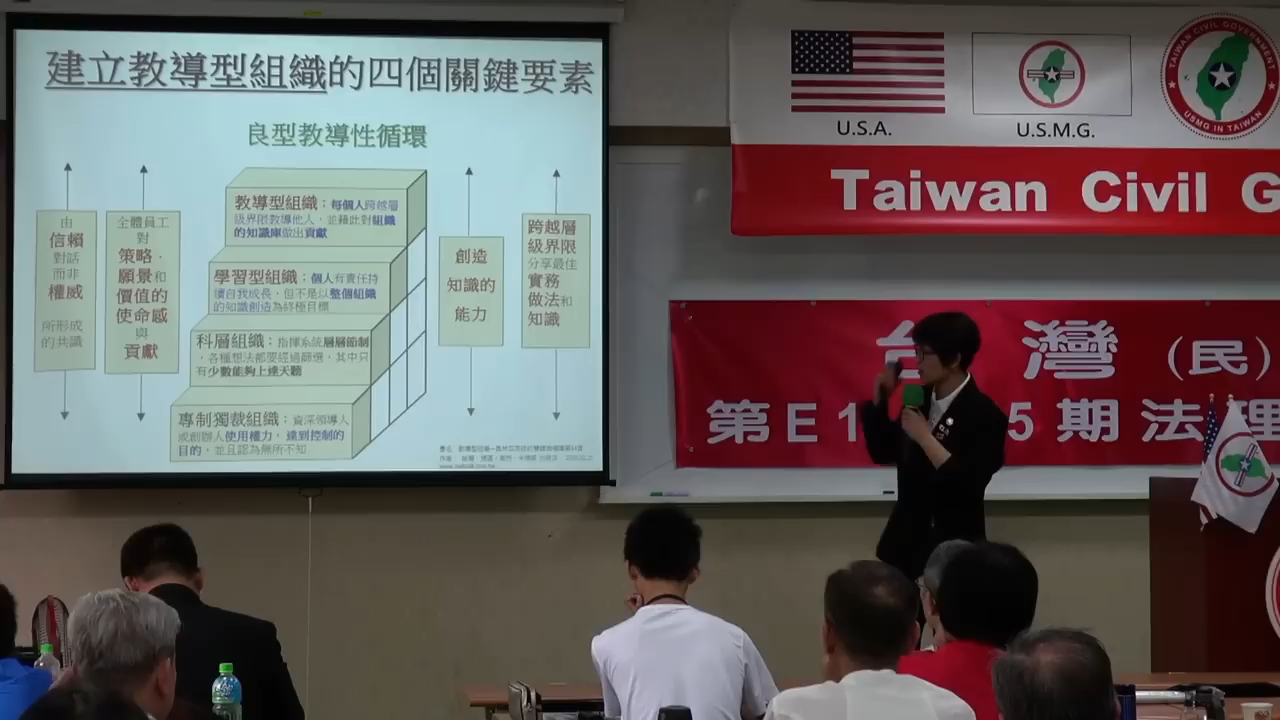 建立教導型組織的四個關鍵要素
良型教導性循環
由
信賴
對話
而非
權威
所形成
的共識
全體員工
對
策略、
願景和
價值的
使命感
與
貢獻
教導型組織：每個人跨越層
級界限教導他人，並藉此對組織
的知識庫做出貢獻
學習型組織：個人有責任持
續自我成長，但不是以整個組織
的知識創造為終極目標
科層組織：指揮系統層層節制
，各種想法都要經過篩選，其中只
有少數能夠上達天聽
專制獨裁組織：資深領導人
或創辦人使用權力，達到控制的
目的，並且認為無所不知
創造
知識的
能力
跨越層
級界限
分享最佳
實務
做法和
知識
U.S.A.
U.S.M.G.
TAIWAN CIVIL GOVERNMENT
USMG IN TAIWAN
Taiwan Civil G
台灣（民）
第E1 5期法理